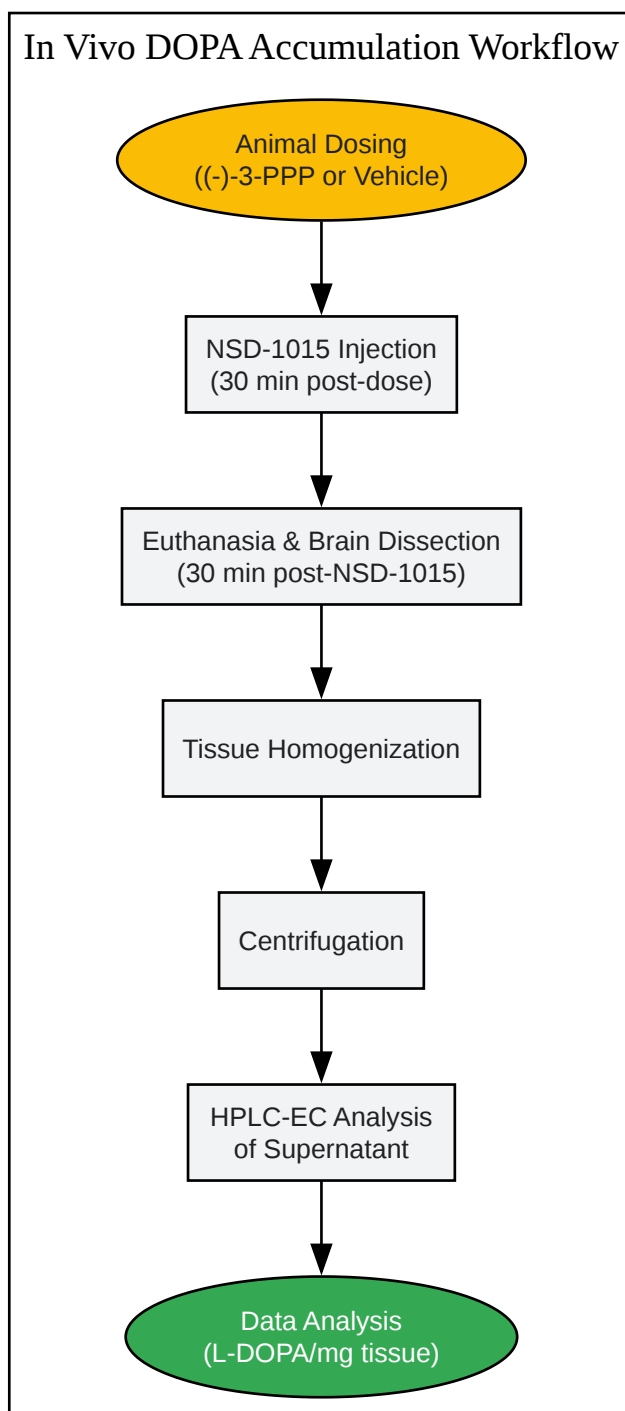 In Vivo DOPA Accumulation Workflow
Animal Dosing
((-)-3-PPP or Vehicle)
NSD-1015 Injection
(30 min post-dose)
Euthanasia & Brain Dissection
(30 min post-NSD-1015)
Tissue Homogenization
Centrifugation
HPLC-EC Analysis
of Supernatant
Data Analysis
(L-DOPA/mg tissue)